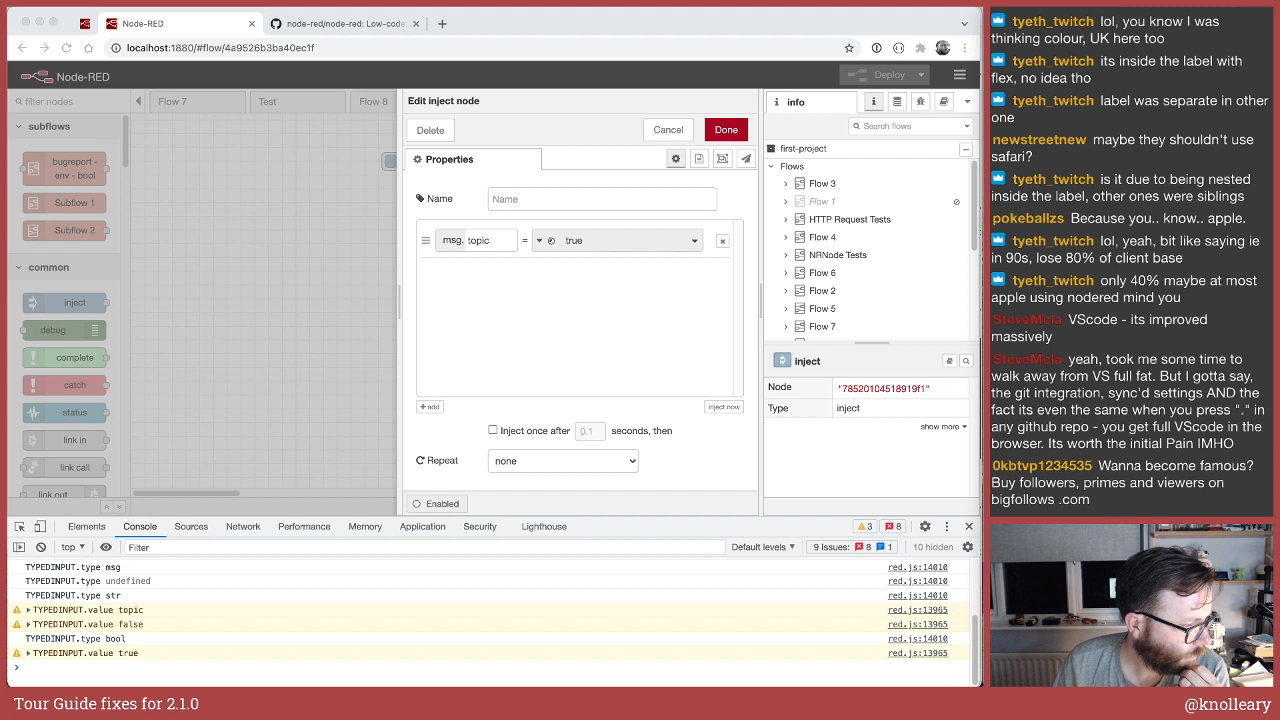 Node-RED
node-red/node-red: Low-code
localhost:1880/#flow/4a9526b3ba40ec1f
Node-RED
Deploy
filter nodes
Flow 7
Test
Flow 8
subflows
bugreport -
env - bool
Subflow 1
Subflow 2
common
inject
debug
complete
catch
status
link in
link call
link out
Edit inject node
Delete
Cancel
Done
Properties
Name
Name
msg. topic
=
true
add
inject now
Inject once after
0.1
seconds, then
Repeat
none
Enabled
info
Search flows
first-project
Flows
Flow 3
Flow 1
HTTP Request Tests
Flow 4
NRNode Tests
Flow 6
Flow 2
Flow 5
Flow 7
inject
Node
"78520104518919f1"
Type
inject
show more
Elements
Console
Sources
Network
Performance
Memory
Application
Security
Lighthouse
3
8
top
Filter
Default levels
9 Issues:
8
1
10 hidden
TYPEDINPUT.type msg
red.js:14010
TYPEDINPUT.type undefined
red.js:14010
TYPEDINPUT.type str
red.js:14010
TYPEDINPUT.value topic
red.js:13965
TYPEDINPUT.value false
red.js:13965
TYPEDINPUT.type bool
red.js:14010
TYPEDINPUT.value true
red.js:13965
tyeth_twitch lol, you know I was
thinking colour, UK here too
tyeth_twitch its inside the label with
flex, no idea tho
tyeth_twitch label was separate in other
one
newstreetnew maybe they shouldn't use
safari?
tyeth_twitch is it due to being nested
inside the label, other ones were siblings
pokeballzs Because you.. know.. apple.
tyeth_twitch lol, yeah, bit like saying ie
in 90s, lose 80% of client base
tyeth_twitch only 40% maybe at most
apple using nodered mind you
SteveMcla VScode - its improved
massively
SteveMcla yeah, took me some time to
walk away from VS full fat. But I gotta say,
the git integration, sync'd settings AND the
fact its even the same when you press "." in
any github repo - you get full VScode in the
browser. Its worth the initial Pain IMHO
0kbtvp1234535 Wanna become famous?
Buy followers, primes and viewers on
bigfollows .com
Tour Guide fixes for 2.1.0
@knolleary